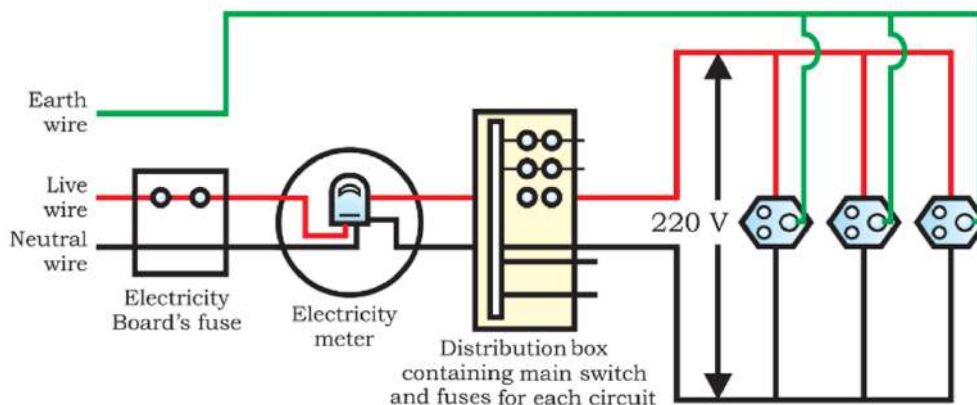 Earth
wire
Live
wire
Neutral
wire
Electricity
Board's fuse
Electricity
meter
Distribution box
containing main switch
and fuses for each circuit
220 V